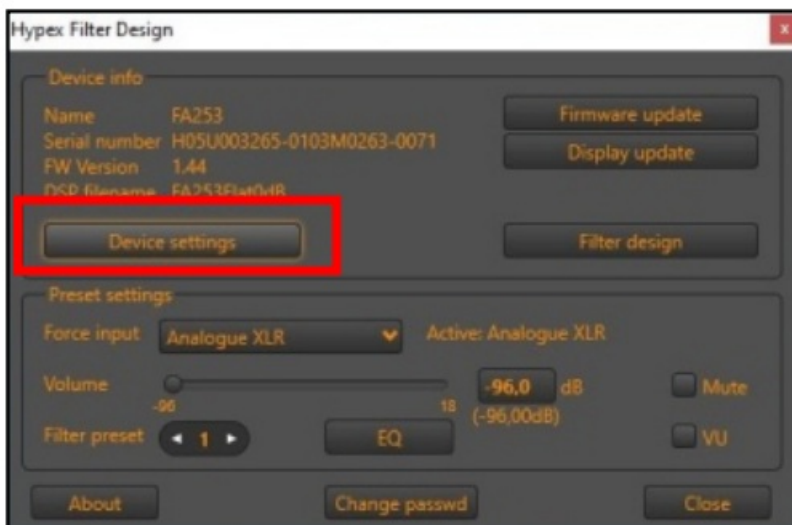 Hypex Filter Design
x
Device info
Name FA253
Firmware update
Serial number H05U003265-0103M0263-0071
Display update
FW Version 1.44
DSP filename FA253Flat0dB
Device settings
Filter design
Preset settings
Force input Analogue XLR Active: Analogue XLR
Volume -96,0 dB Mute
-96 18 (-96,00dB)
Filter preset 1 EQ VU
About Change passwd Close